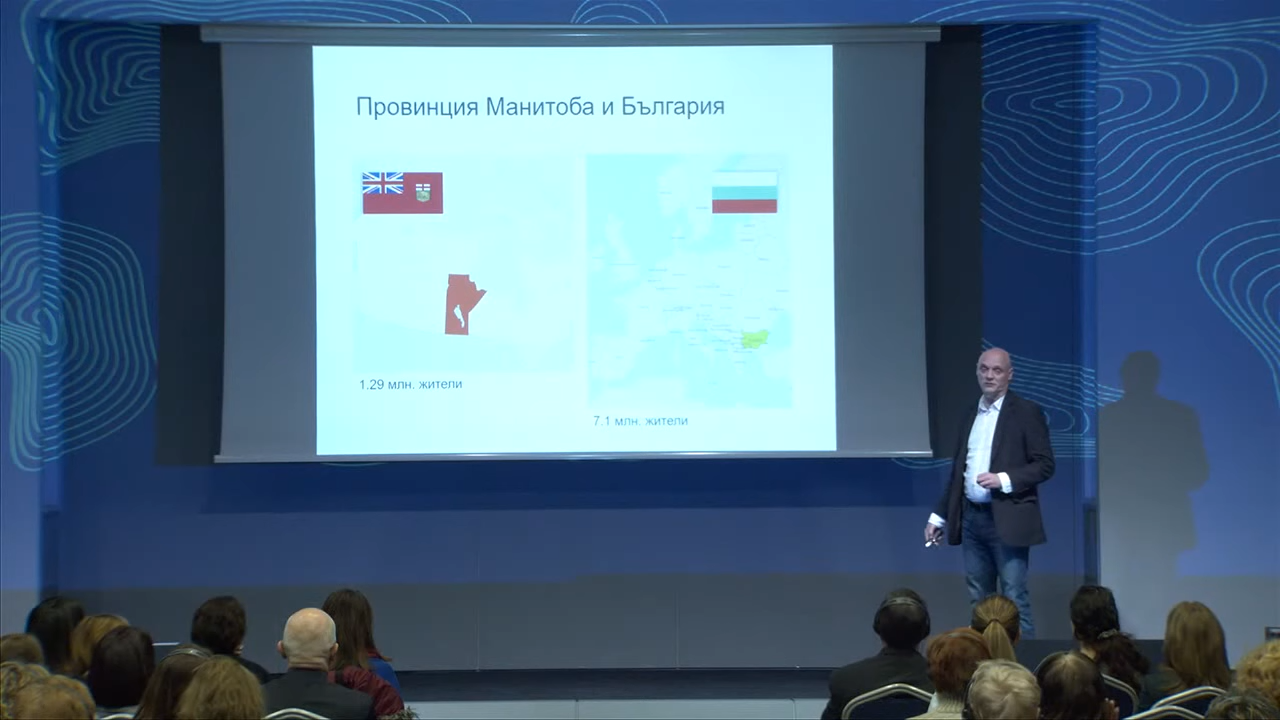 Провинция Манитоба и България
1.29 млн. жители
7.1 млн. жители